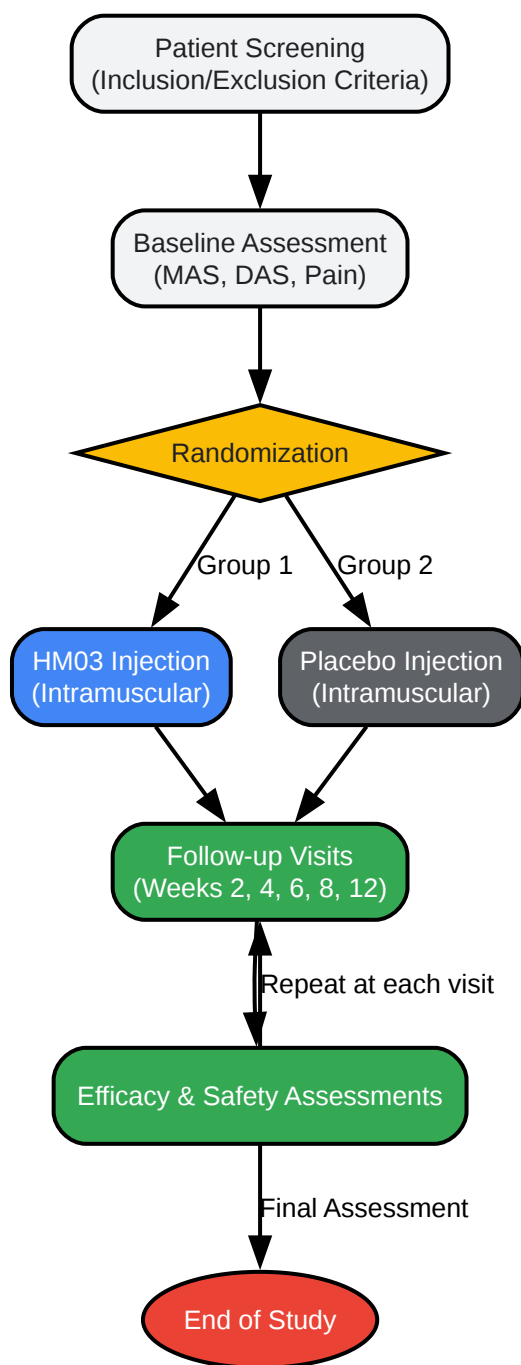 Patient Screening
(Inclusion/Exclusion Criteria)
Baseline Assessment
(MAS, DAS, Pain)
Randomization
Group 1
Group 2
HM03 Injection
(Intramuscular)
Placebo Injection
(Intramuscular)
Follow-up Visits
(Weeks 2, 4, 6, 8, 12)
Repeat at each visit
Efficacy & Safety Assessments
Final Assessment
End of Study